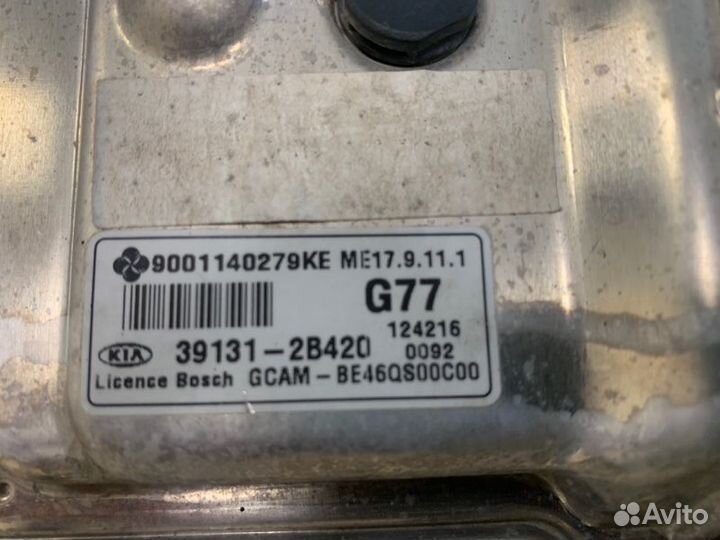 9001140279KE ME17.9.11.1
G77
124216
KIA 39131-2B420 0092
Licence Bosch GCAM-BE46QS00C00
Avito